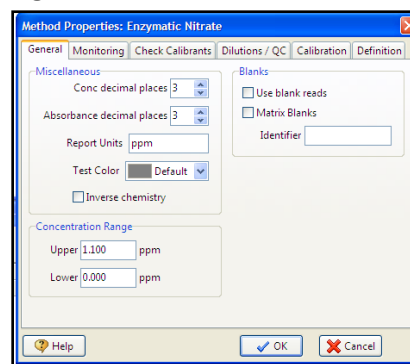 Method Properties: Enzymatic Nitrate
General Monitoring Check Calibrants Dilutions / QC Calibration Definition
Miscellaneous
Conc decimal places 3
Absorbance decimal places 3
Report Units ppm
Test Color Default
Inverse chemistry
Concentration Range
Upper 1.100 ppm
Lower 0.000 ppm
Blanks
Use blank reads
Matrix Blanks
Identifier
Help OK Cancel